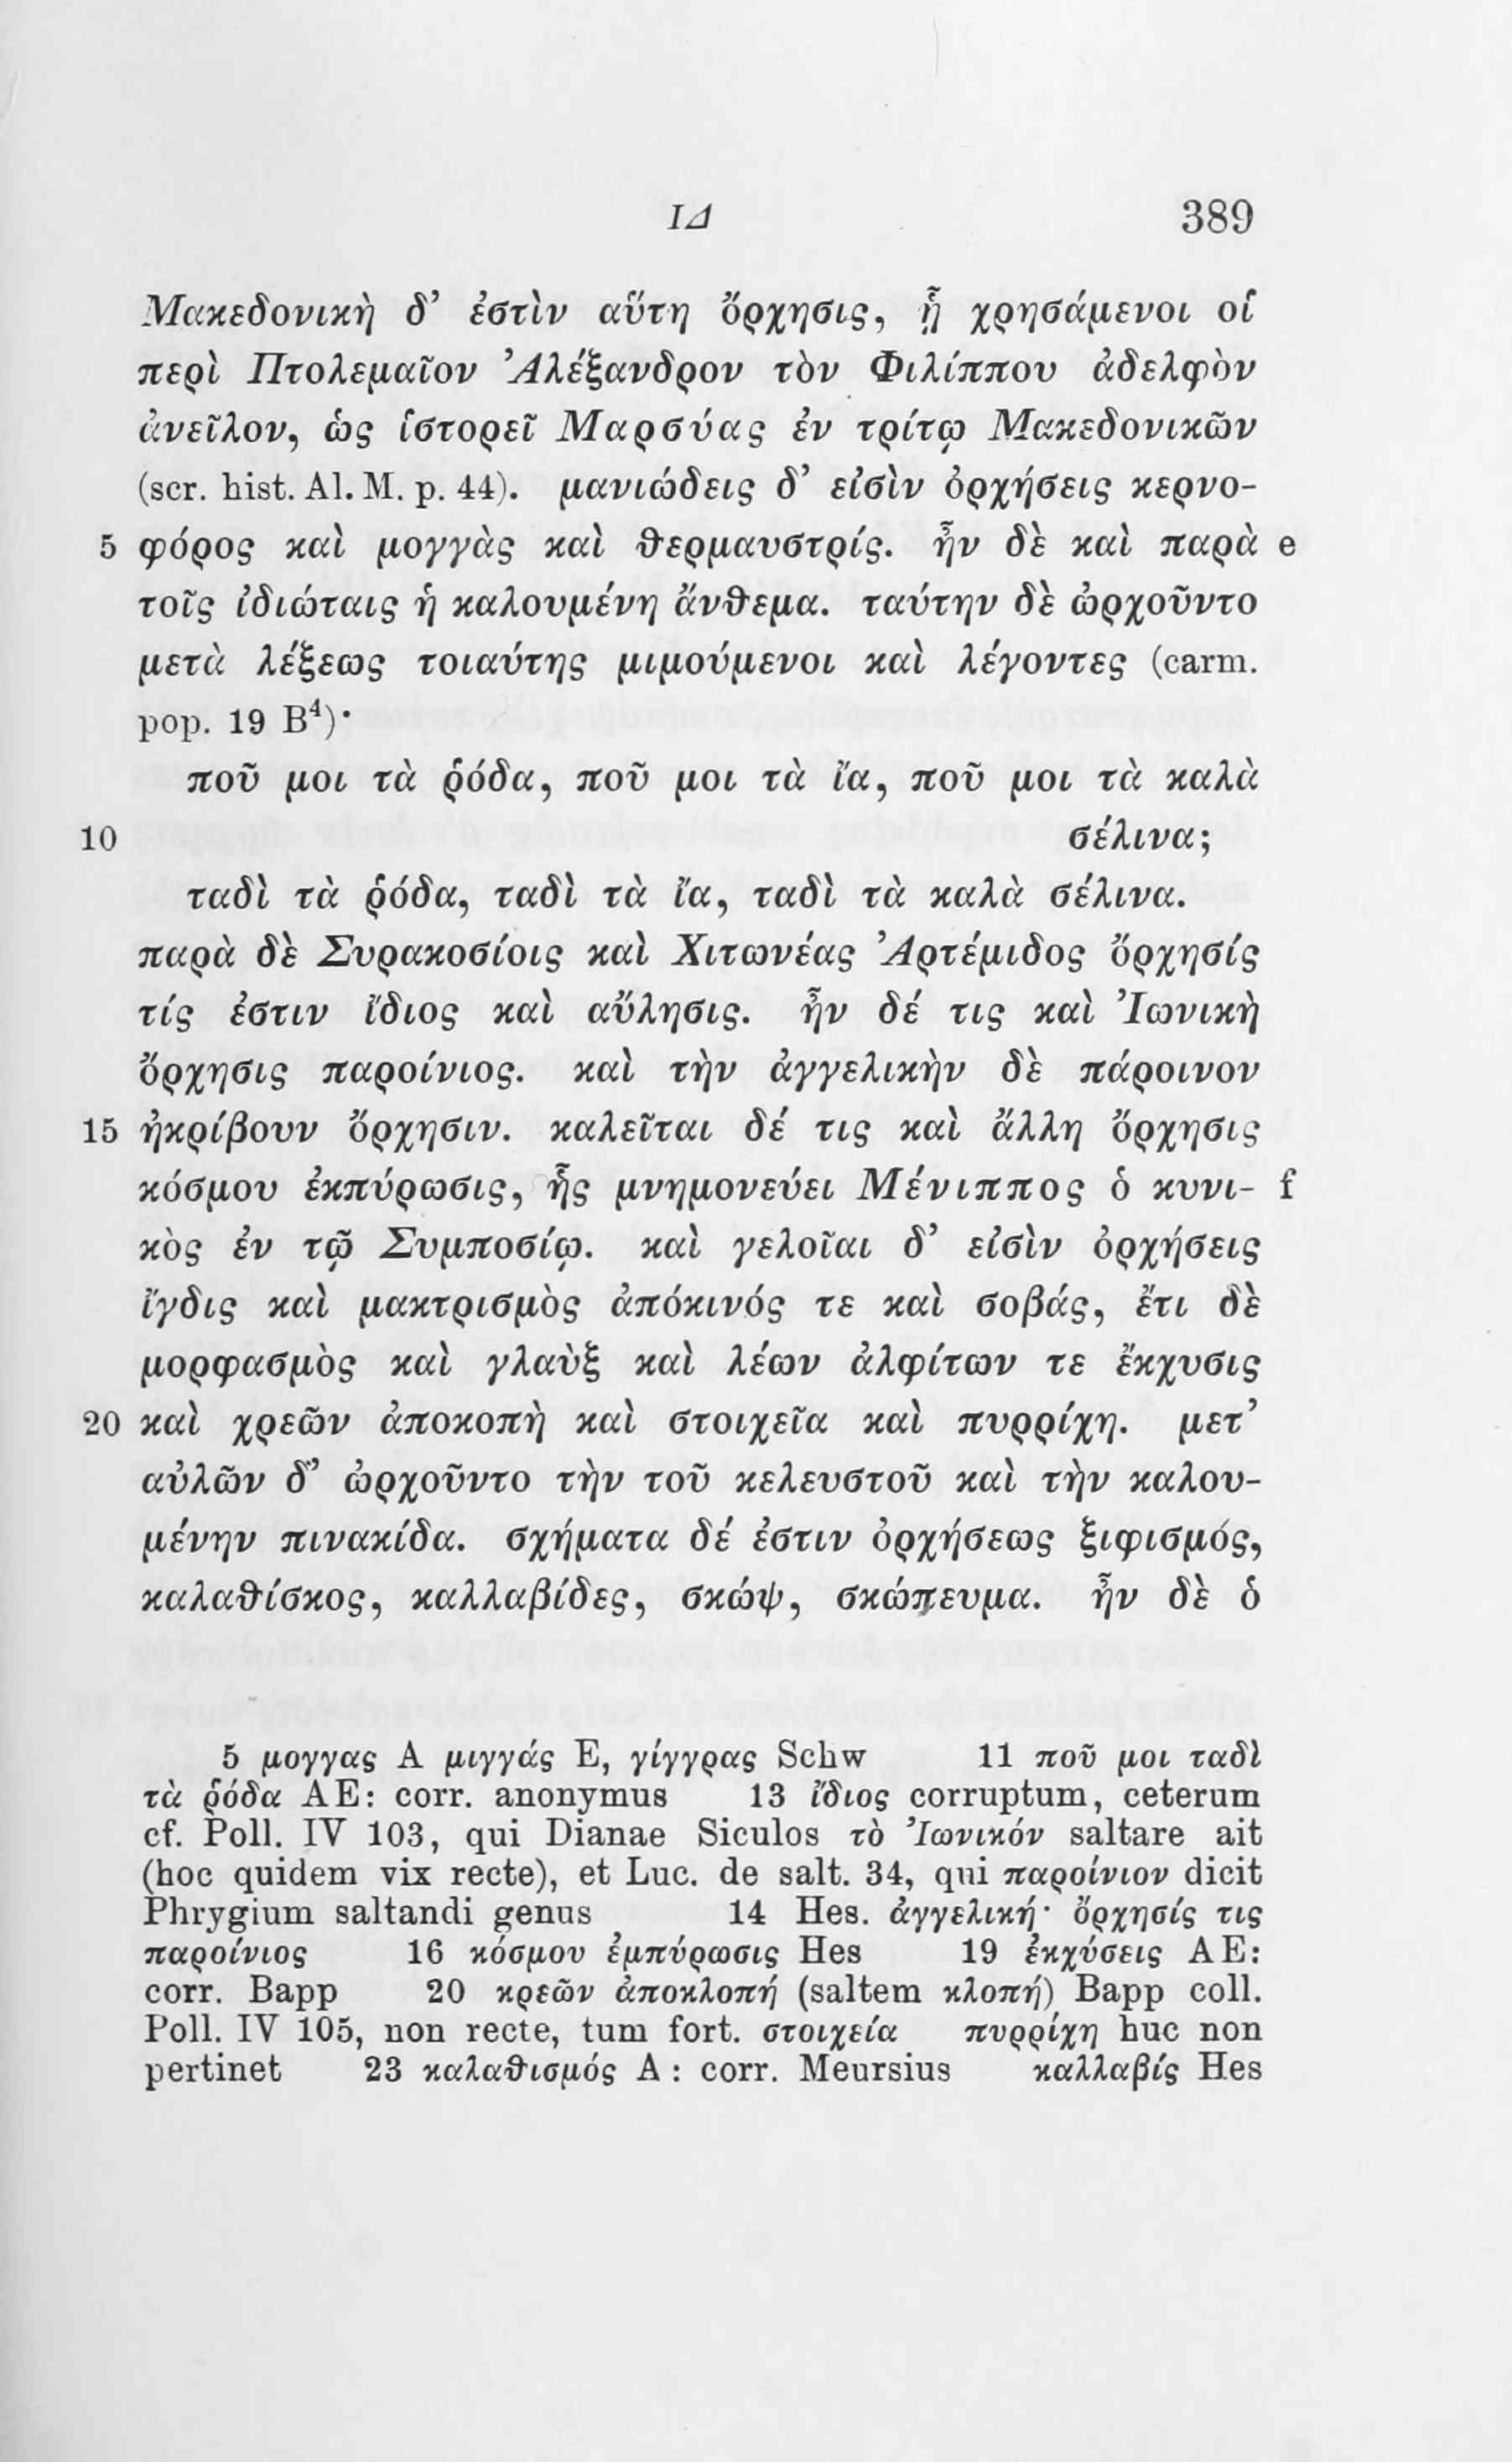 ΙΔ 389
Μακεδονικὴ δ’ ἐστὶν αὕτη ὄρχησις, ᾗ χρησάμενοι οἱ
περὶ Πτολεμαῖον Ἀλέξανδρον τὸν Φιλίππου ἀδελφὸν
ἀνεῖλον, ὡς ἱστορεῖ Μαρσύας ἐν τρίτῳ Μακεδονικῶν
(scr. hist. Al. M. p. 44). μανιώδεις δ’ εἰσὶν ὀρχήσεις κερνο-
5 φόρος καὶ μογγὰς καὶ θερμαυστρίς. ἦν δὲ καὶ παρὰ e
τοῖς ἰδιώταις ἡ καλουμένη ἄνθεμα. ταύτην δὲ ὠρχοῦντο
μετὰ λέξεως τοιαύτης μιμούμενοι καὶ λέγοντες (carm.
pop. 19 B⁴)·
ποῦ μοι τὰ ῥόδα, ποῦ μοι τὰ ἴα, ποῦ μοι τὰ καλὰ
10 σέλινα;
ταδὶ τὰ ῥόδα, ταδὶ τὰ ἴα, ταδὶ τὰ καλὰ σέλινα.
παρὰ δὲ Συρακοσίοις καὶ Χιτωνέας Ἀρτέμιδος ὄρχησίς
τίς ἐστιν ἴδιος καὶ αὔλησις. ἦν δέ τις καὶ Ἰωνικὴ
ὄρχησις παροίνιος. καὶ τὴν ἀγγελικὴν δὲ πάροινον
15 ἠκρίβουν ὄρχησιν. καλεῖται δέ τις καὶ ἄλλη ὄρχησις
κόσμου ἐκπύρωσις, ἧς μνημονεύει Μένιππος ὁ κυνι- f
κὸς ἐν τῷ Συμποσίῳ. καὶ γελοῖαι δ’ εἰσὶν ὀρχήσεις
ἴγδις καὶ μακτρισμὸς ἀπόκινός τε καὶ σοβάς, ἔτι δὲ
μορφασμὸς καὶ γλαὺξ καὶ λέων ἀλφίτων τε ἔκχυσις
20 καὶ χρεῶν ἀποκοπὴ καὶ στοιχεῖα καὶ πυρρίχη. μετ’
αὐλῶν δ’ ὠρχοῦντο τὴν τοῦ κελευστοῦ καὶ τὴν καλου-
μένην πινακίδα. σχήματα δέ ἐστιν ὀρχήσεως ξιφισμός,
καλαθίσκος, καλλαβίδες, σκώψ, σκώπευμα. ἦν δὲ ὁ
5 μογγας A μιγγάς E, γίγγρας Schw 11 ποῦ μοι ταδὶ
τὰ ῥόδα AE: corr. anonymus 13 ἴδιος corruptum, ceterum
cf. Poll. IV 103, qui Dianae Siculos τὸ Ἰωνικόν saltare ait
(hoc quidem vix recte), et Luc. de salt. 34, qui παροίνιον dicit
Phrygium saltandi genus 14 Hes. ἀγγελική· ὄρχησίς τις
παροίνιος 16 κόσμου ἐμπύρωσις Hes 19 ἐκχύσεις AE:
corr. Bapp 20 κρεῶν ἀποκλοπή (saltem κλοπή) Bapp coll.
Poll. IV 105, non recte, tum fort. στοιχεία πυρρίχη huc non
pertinet 23 καλαθισμός A: corr. Meursius καλλαβίς Hes